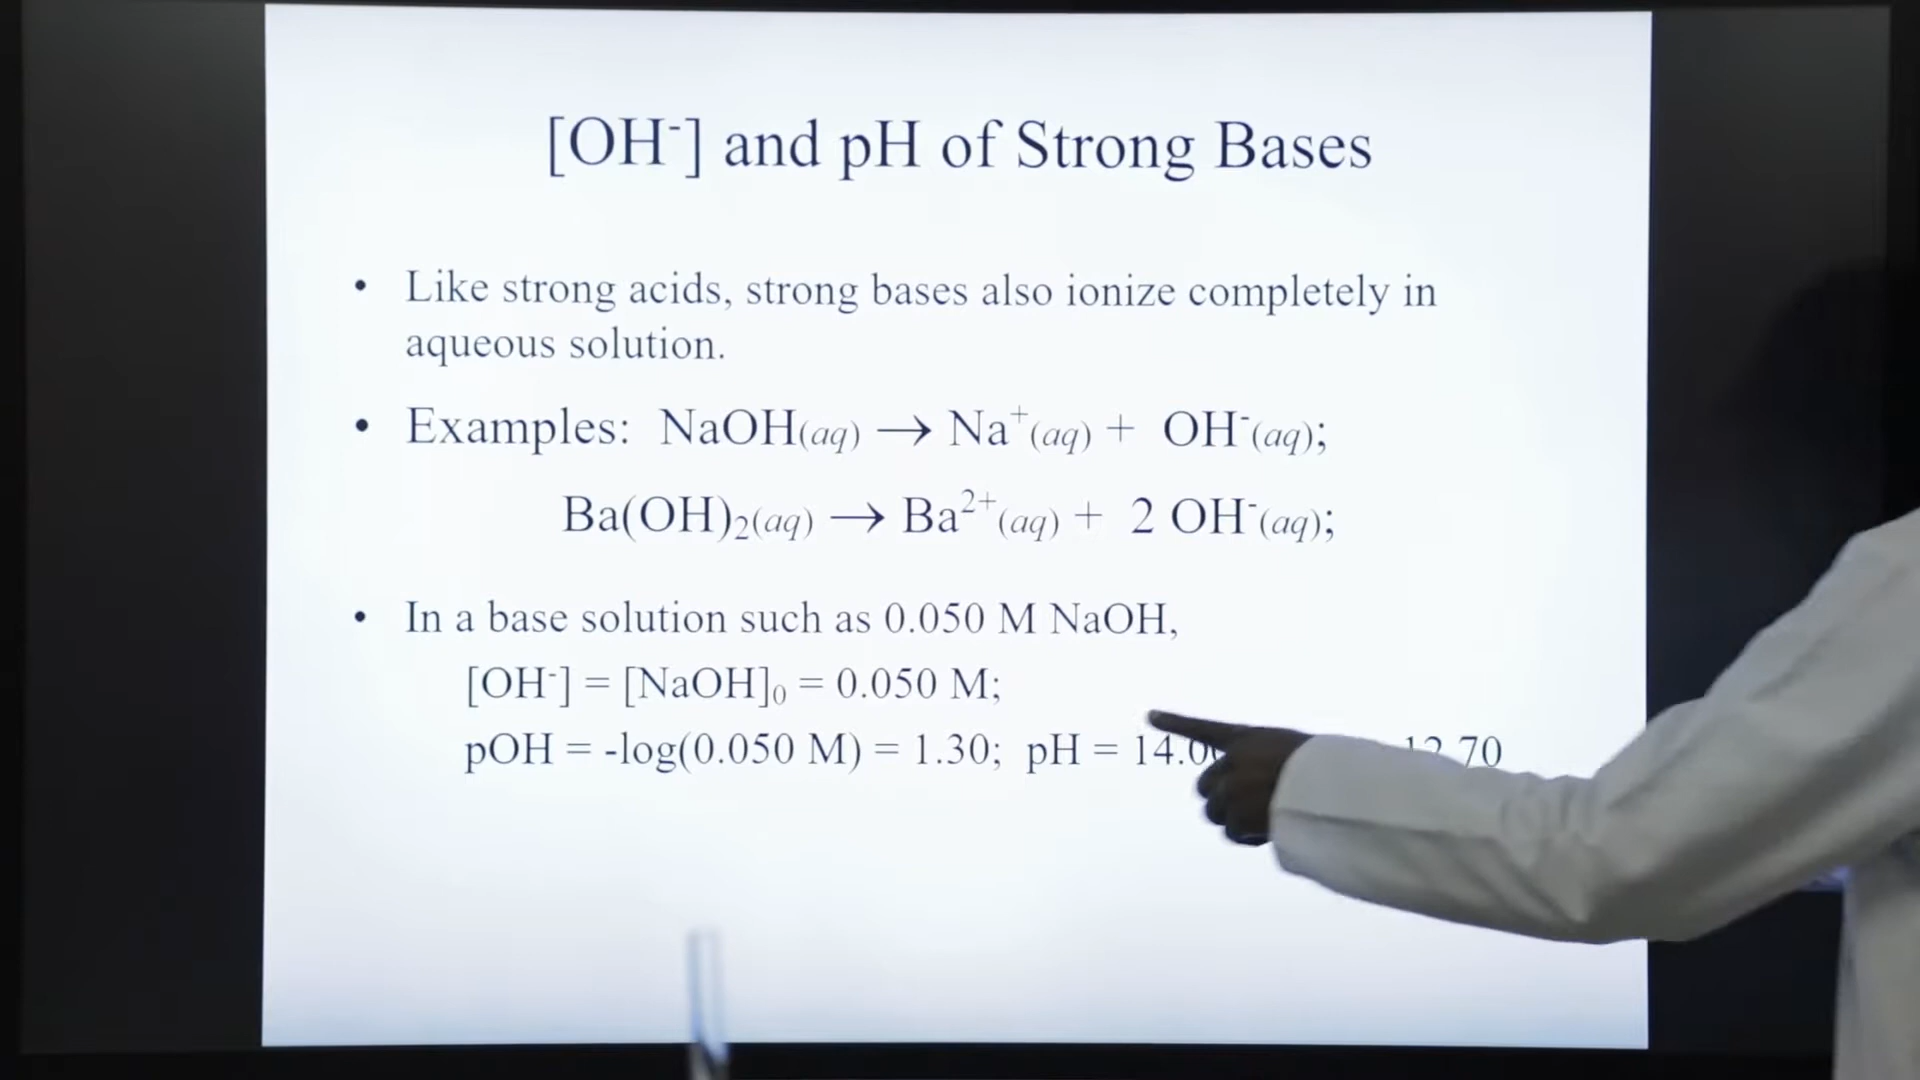 [OH⁻] and pH of Strong Bases
• Like strong acids, strong bases also ionize completely in
aqueous solution.
• Examples: NaOH(aq) → Na⁺(aq) + OH⁻(aq);
Ba(OH)₂(aq) → Ba²⁺(aq) + 2 OH⁻(aq);
• In a base solution such as 0.050 M NaOH,
[OH⁻] = [NaOH]₀ = 0.050 M;
pOH = -log(0.050 M) = 1.30; pH = 14.0 12.70